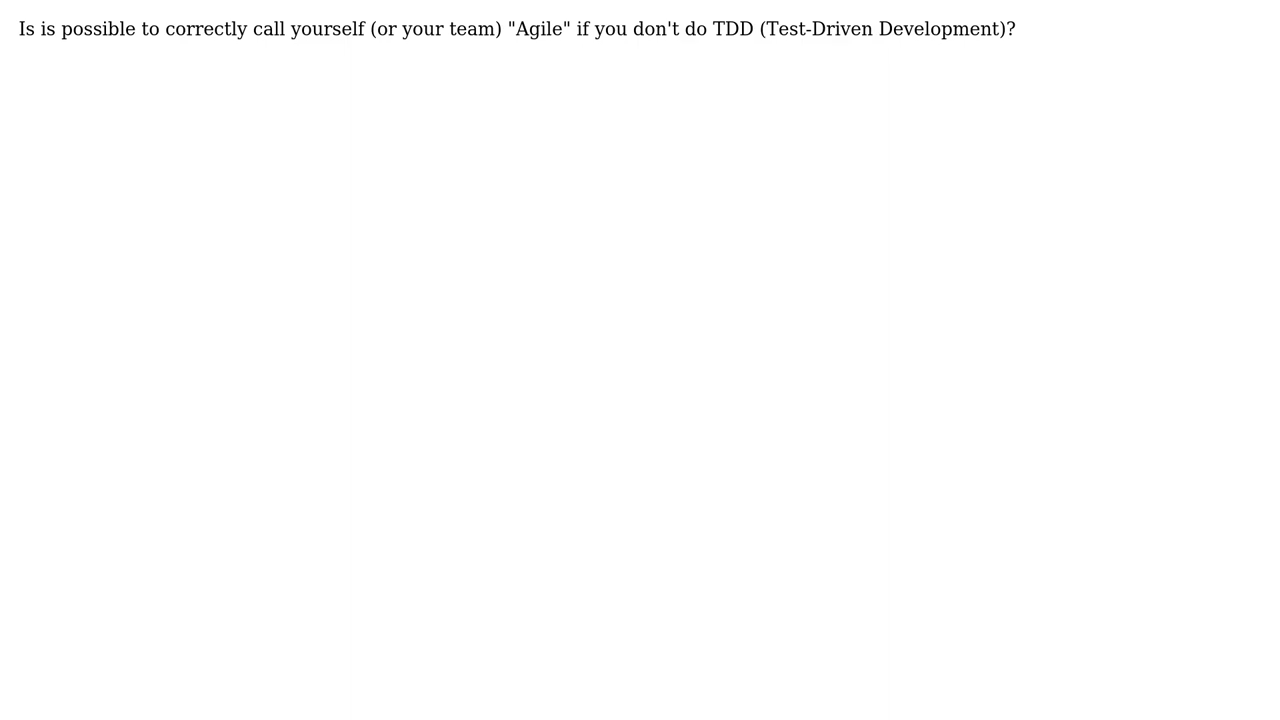 Is is possible to correctly call yourself (or your team) "Agile" if you don't do TDD (Test-Driven Development)?